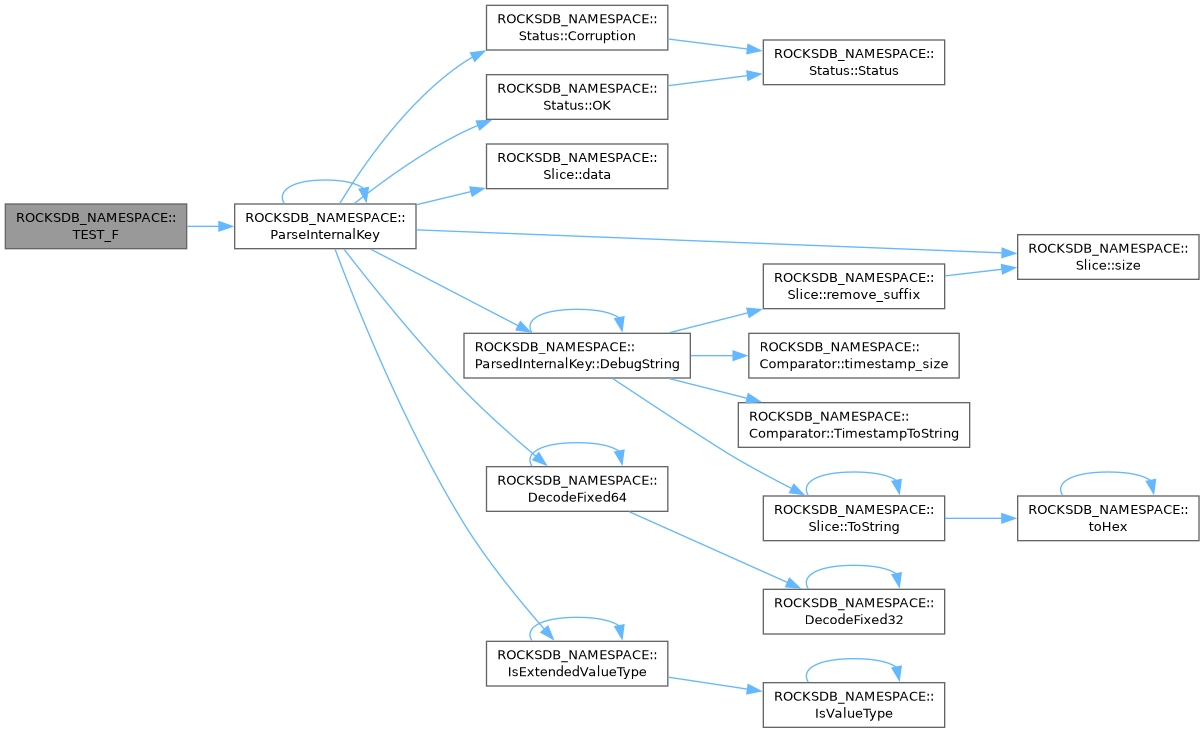 ROCKSDB_NAMESPACE::
TEST_F
ROCKSDB_NAMESPACE::
ParseInternalKey
ROCKSDB_NAMESPACE::
Status::Corruption
ROCKSDB_NAMESPACE::
Status::OK
ROCKSDB_NAMESPACE::
Slice::data
ROCKSDB_NAMESPACE::
ParsedInternalKey::DebugString
ROCKSDB_NAMESPACE::
DecodeFixed64
ROCKSDB_NAMESPACE::
IsExtendedValueType
ROCKSDB_NAMESPACE::
Status::Status
ROCKSDB_NAMESPACE::
Slice::remove_suffix
ROCKSDB_NAMESPACE::
Comparator::timestamp_size
ROCKSDB_NAMESPACE::
Comparator::TimestampToString
ROCKSDB_NAMESPACE::
Slice::ToString
ROCKSDB_NAMESPACE::
DecodeFixed32
ROCKSDB_NAMESPACE::
IsValueType
ROCKSDB_NAMESPACE::
Slice::size
ROCKSDB_NAMESPACE::
toHex